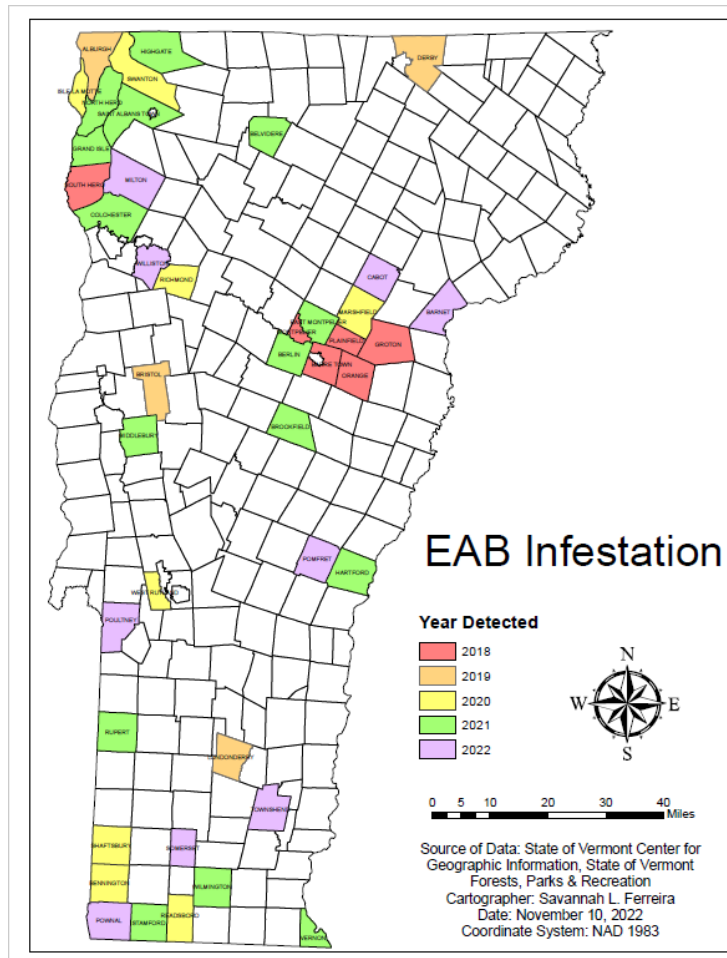 ALBURGH
HIGHGATE
DERBY
SWANTON
ISLE LA MOTTE
NORTH HERO
SAINT ALBANS TOWN
BELVIDERE
GRAND ISLE
SOUTH HERO
MILTON
COLCHESTER
WILLISTON
RICHMOND
CABOT
MARSHFIELD
BARNET
EAST MONTPELIER
MONTPELIER
PLAINFIELD
GROTON
BERLIN
BARRE TOWN
ORANGE
BRISTOL
BROOKFIELD
MIDDLEBURY
POMFRET
HARTFORD
WEST RUTLAND
POULTNEY
RUPERT
LONDONDERRY
TOWNSHEND
SHAFTSBURY
SOMERSET
BENNINGTON
WILMINGTON
READSBORO
POWNAL
STAMFORD
VERNON
EAB Infestation
Year Detected
2018
2019
2020
2021
2022
N
W E
S
0 5 10 20 30 40
Miles
Source of Data: State of Vermont Center for
Geographic Information, State of Vermont
Forests, Parks & Recreation
Cartographer: Savannah L. Ferreira
Date: November 10, 2022
Coordinate System: NAD 1983